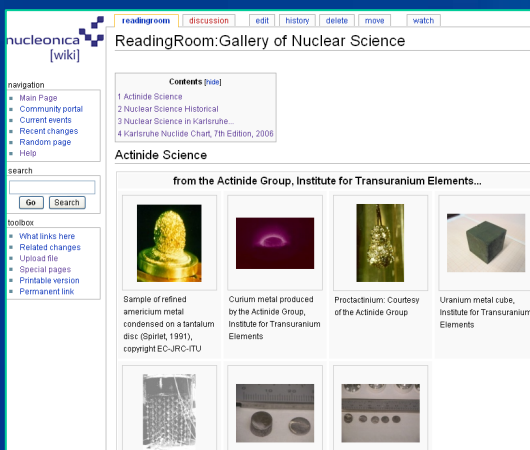 nucleonica
[wiki]
readingroom discussion edit history delete move watch
ReadingRoom:Gallery of Nuclear Science
Contents [hide]
1 Actinide Science
2 Nuclear Science Historical
3 Nuclear Science in Karlsruhe...
4 Karlsruhe Nuclide Chart, 7th Edition, 2006
navigation
Main Page
Community portal
Current events
Recent changes
Random page
Help
search
Go Search
toolbox
What links here
Related changes
Upload file
Special pages
Printable version
Permanent link
Actinide Science
from the Actinide Group, Institute for Transuranium Elements...
Sample of refined
americium metal
condensed on a tantalum
disc (Spirlet, 1991),
copyright EC-JRC-ITU
Curium metal produced
by the Actinide Group,
Institute for Transuranium
Elements
Proctactinium: Courtesy
of the Actinide Group
Uranium metal cube,
Institute for Transuranium
Elements